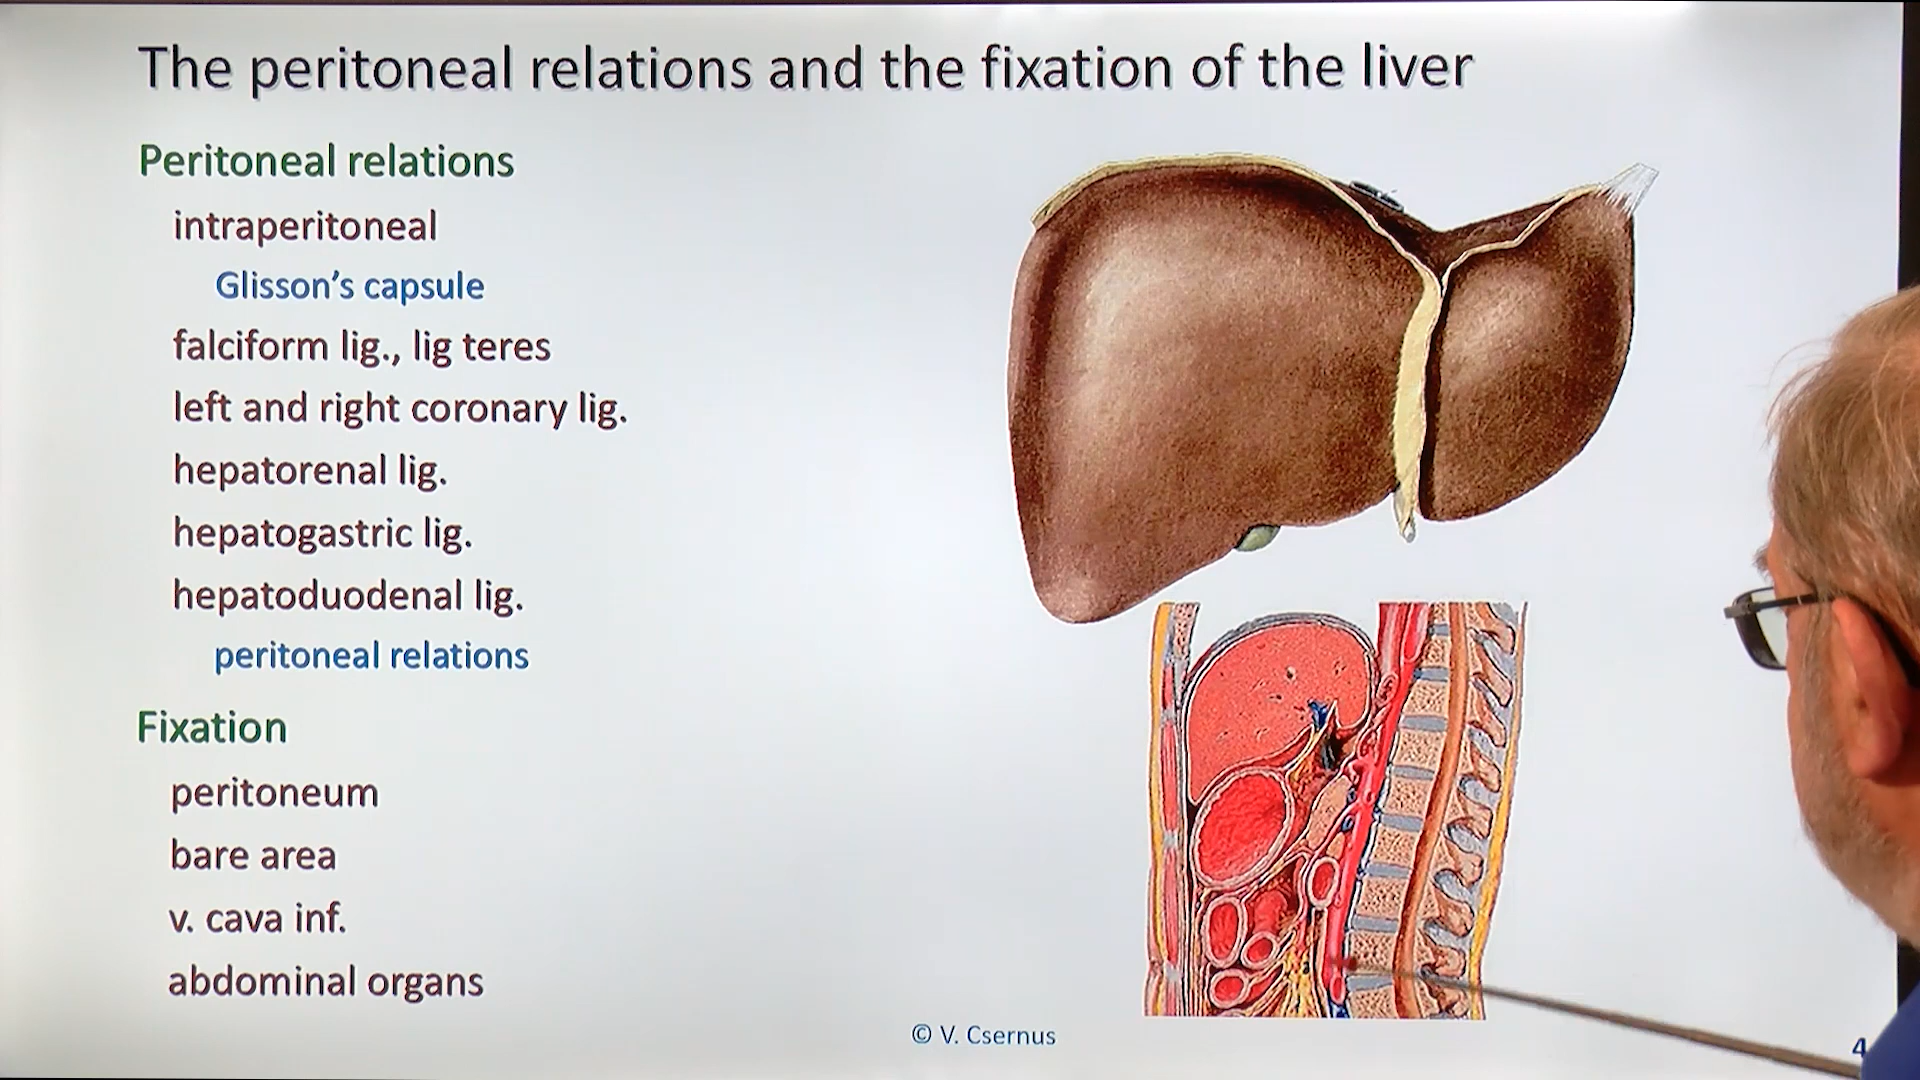 The peritoneal relations and the fixation of the liver
Peritoneal relations
intraperitoneal
Glisson's capsule
falciform lig., lig teres
left and right coronary lig.
hepatorenal lig.
hepatogastric lig.
hepatoduodenal lig.
peritoneal relations
Fixation
peritoneum
bare area
v. cava inf.
abdominal organs
© V. Csernus
4